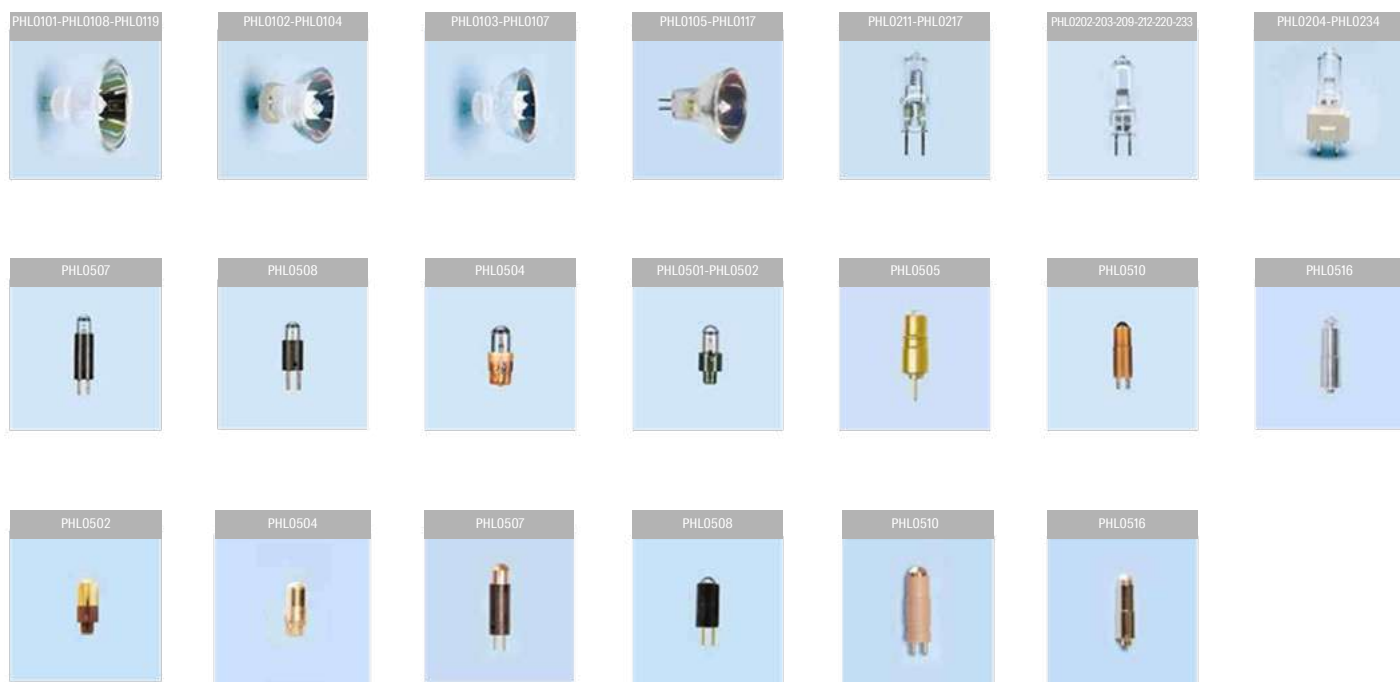 PHL0101-PHL0108-PHL0119
PHL0102-PHL0104
PHL0103-PHL0107
PHL0105-PHL0117
PHL0211-PHL0217
PHL0202-203-209-212-220-233
PHL0204-PHL0234
PHL0507
PHL0508
PHL0504
PHL0501-PHL0502
PHL0505
PHL0510
PHL0516
PHL0502
PHL0504
PHL0507
PHL0508
PHL0510
PHL0516